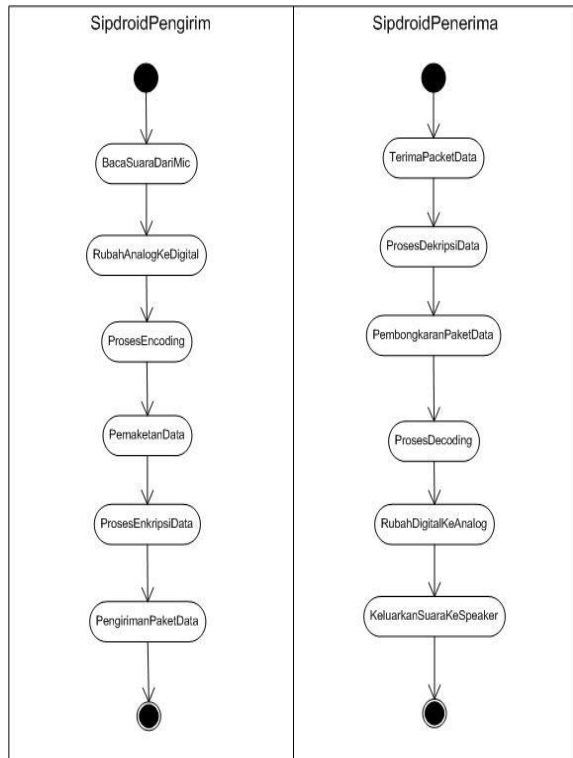 SipdroidPengirim
BacaSuaraDariMic
RubahAnalogKeDigital
ProsesEncoding
PemaketanData
ProsesEnkripsiData
PengirimanPaketData
SipdroidPenerima
TerimaPacketData
ProsesDekripsiData
PembongkaranPaketData
ProsesDecoding
RubahDigitalKeAnalog
KeluarkanSuaraKeSpeaker